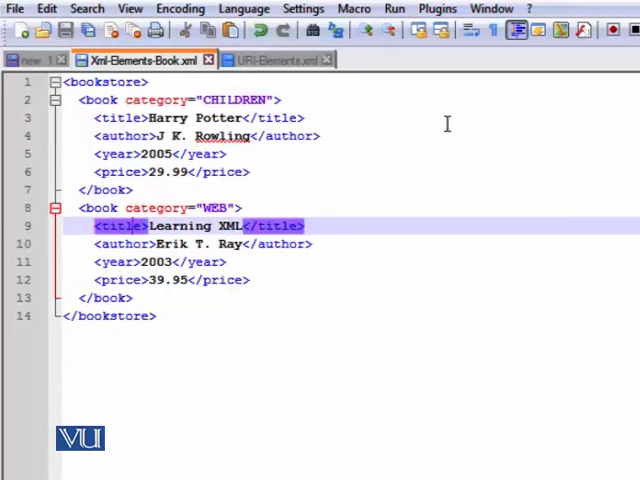 File Edit Search View Encoding Language Settings Macro Run Plugins Window ?
new 1 Xml-Elements-Book.xml URI-Elements.xml
1 <bookstore>
2 <book category="CHILDREN">
3 <title>Harry Potter</title>
4 <author>J K. Rowling</author>
5 <year>2005</year>
6 <price>29.99</price>
7 </book>
8 <book category="WEB">
9 <title>Learning XML</title>
10 <author>Erik T. Ray</author>
11 <year>2003</year>
12 <price>39.95</price>
13 </book>
14 </bookstore>
VU